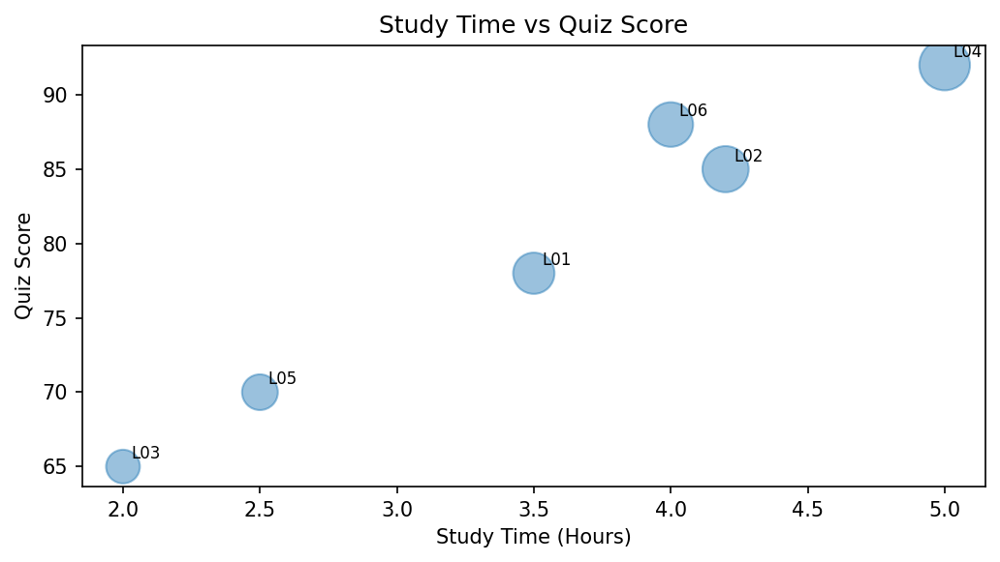 Study Time vs Quiz Score
L04
90
L06
85
L02
80
L01
75
70
L05
65
L03
Quiz Score
2.0 2.5 3.0 3.5 4.0 4.5 5.0
Study Time (Hours)